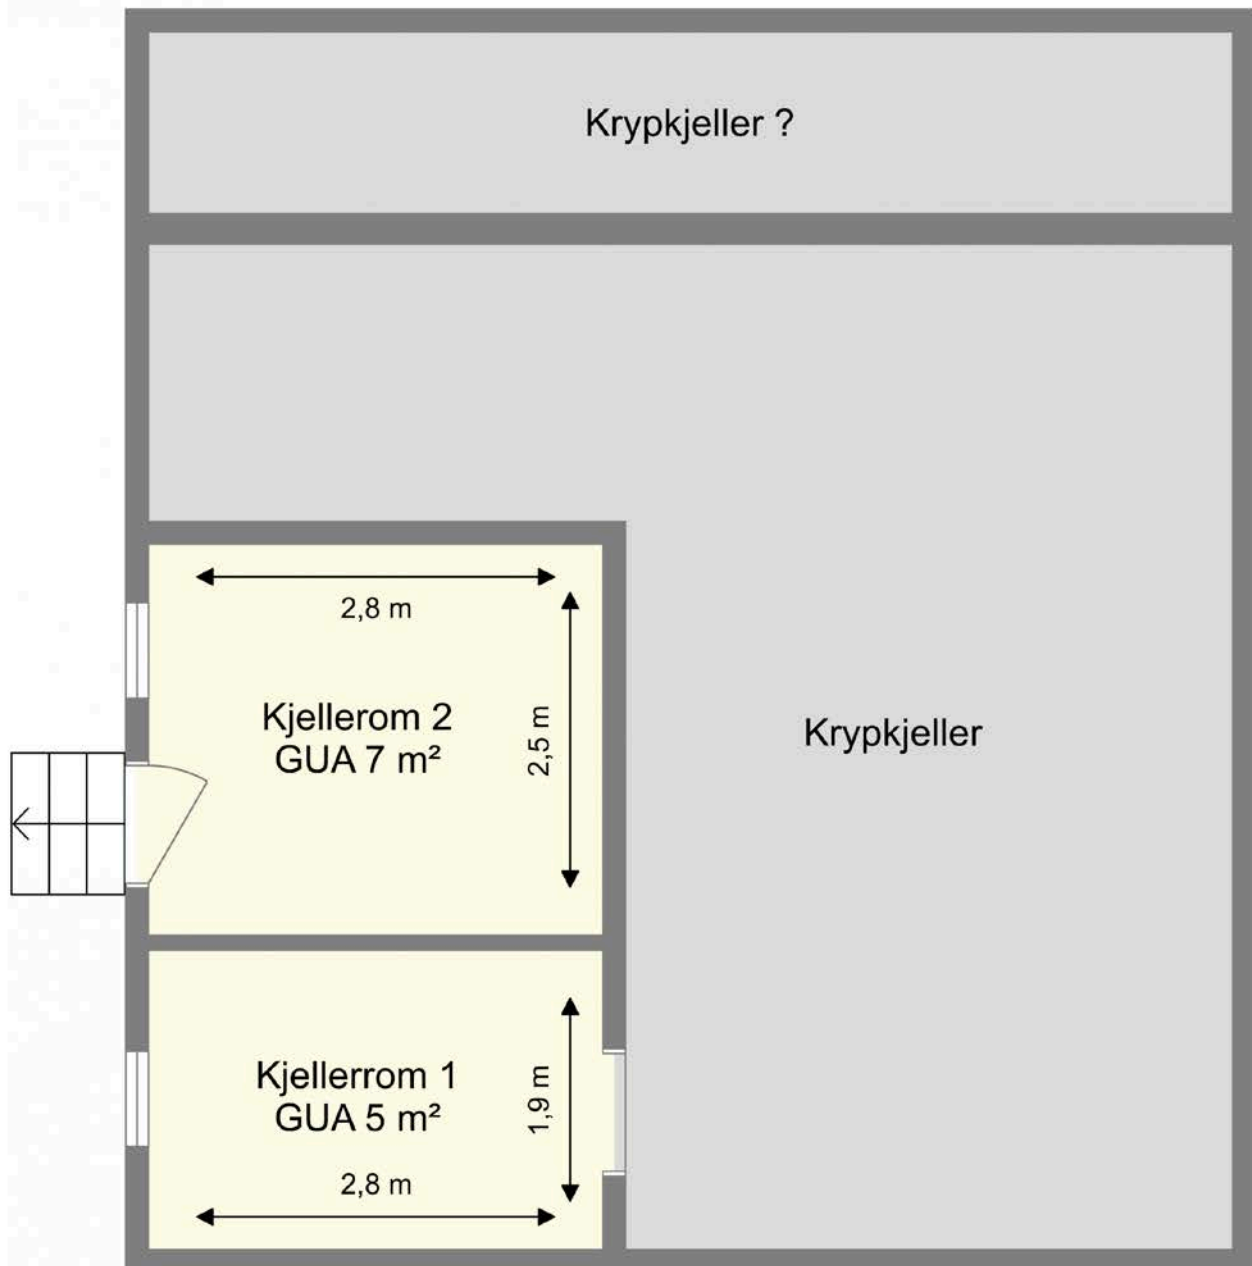 Krypkjeller ?
2,8 m
Kjellerom 2
GUA 7 m²
2,5 m
Krypkjeller
Kjellerrom 1
GUA 5 m²
1,9 m
2,8 m